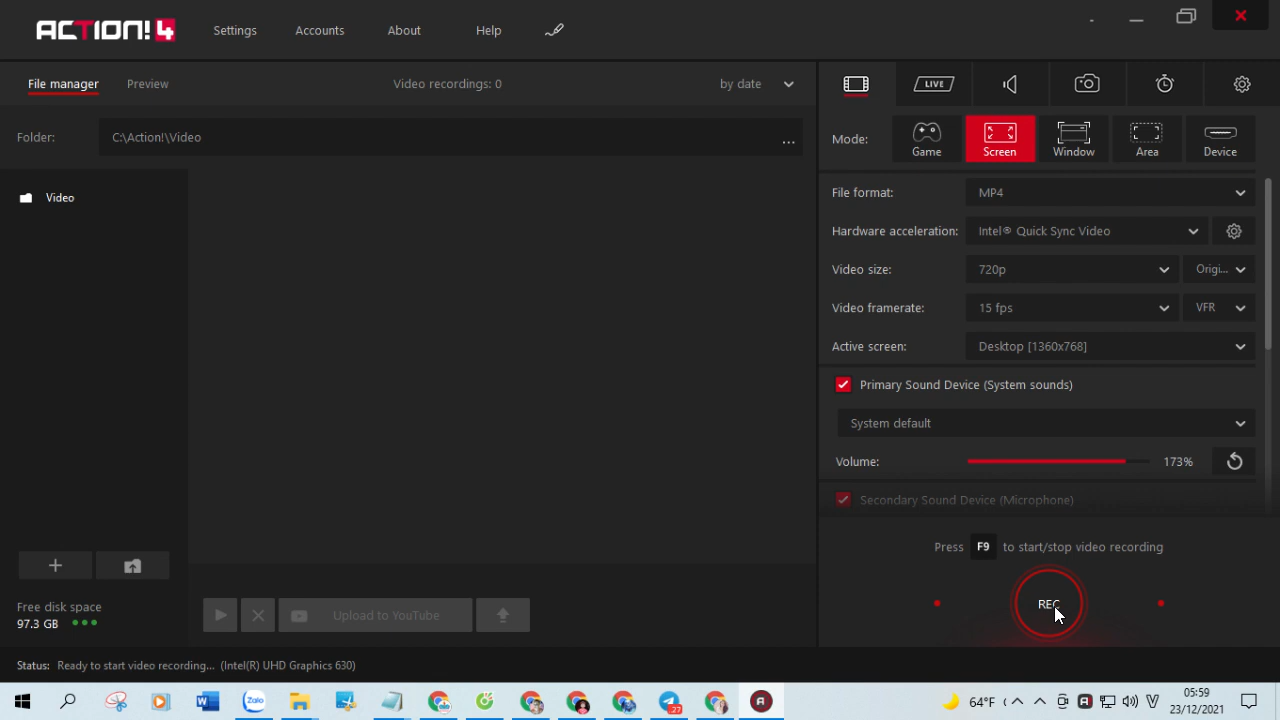 ACTION! 4
Settings Accounts About Help
File manager Preview Video recordings: 0 by date
LIVE
Folder: C:\Action!\Video ...
Mode: Game Screen Window Area Device
Video
File format: MP4
Hardware acceleration: Intel® Quick Sync Video
Video size: 720p Origi...
Video framerate: 15 fps VFR
Active screen: Desktop [1360x768]
Primary Sound Device (System sounds)
System default
Volume: 173%
Secondary Sound Device (Microphone)
Press F9 to start/stop video recording
REC
Free disk space
97.3 GB
Upload to YouTube
Status: Ready to start video recording... (Intel(R) UHD Graphics 630)
Zalo
27
64°F
05:59
23/12/2021